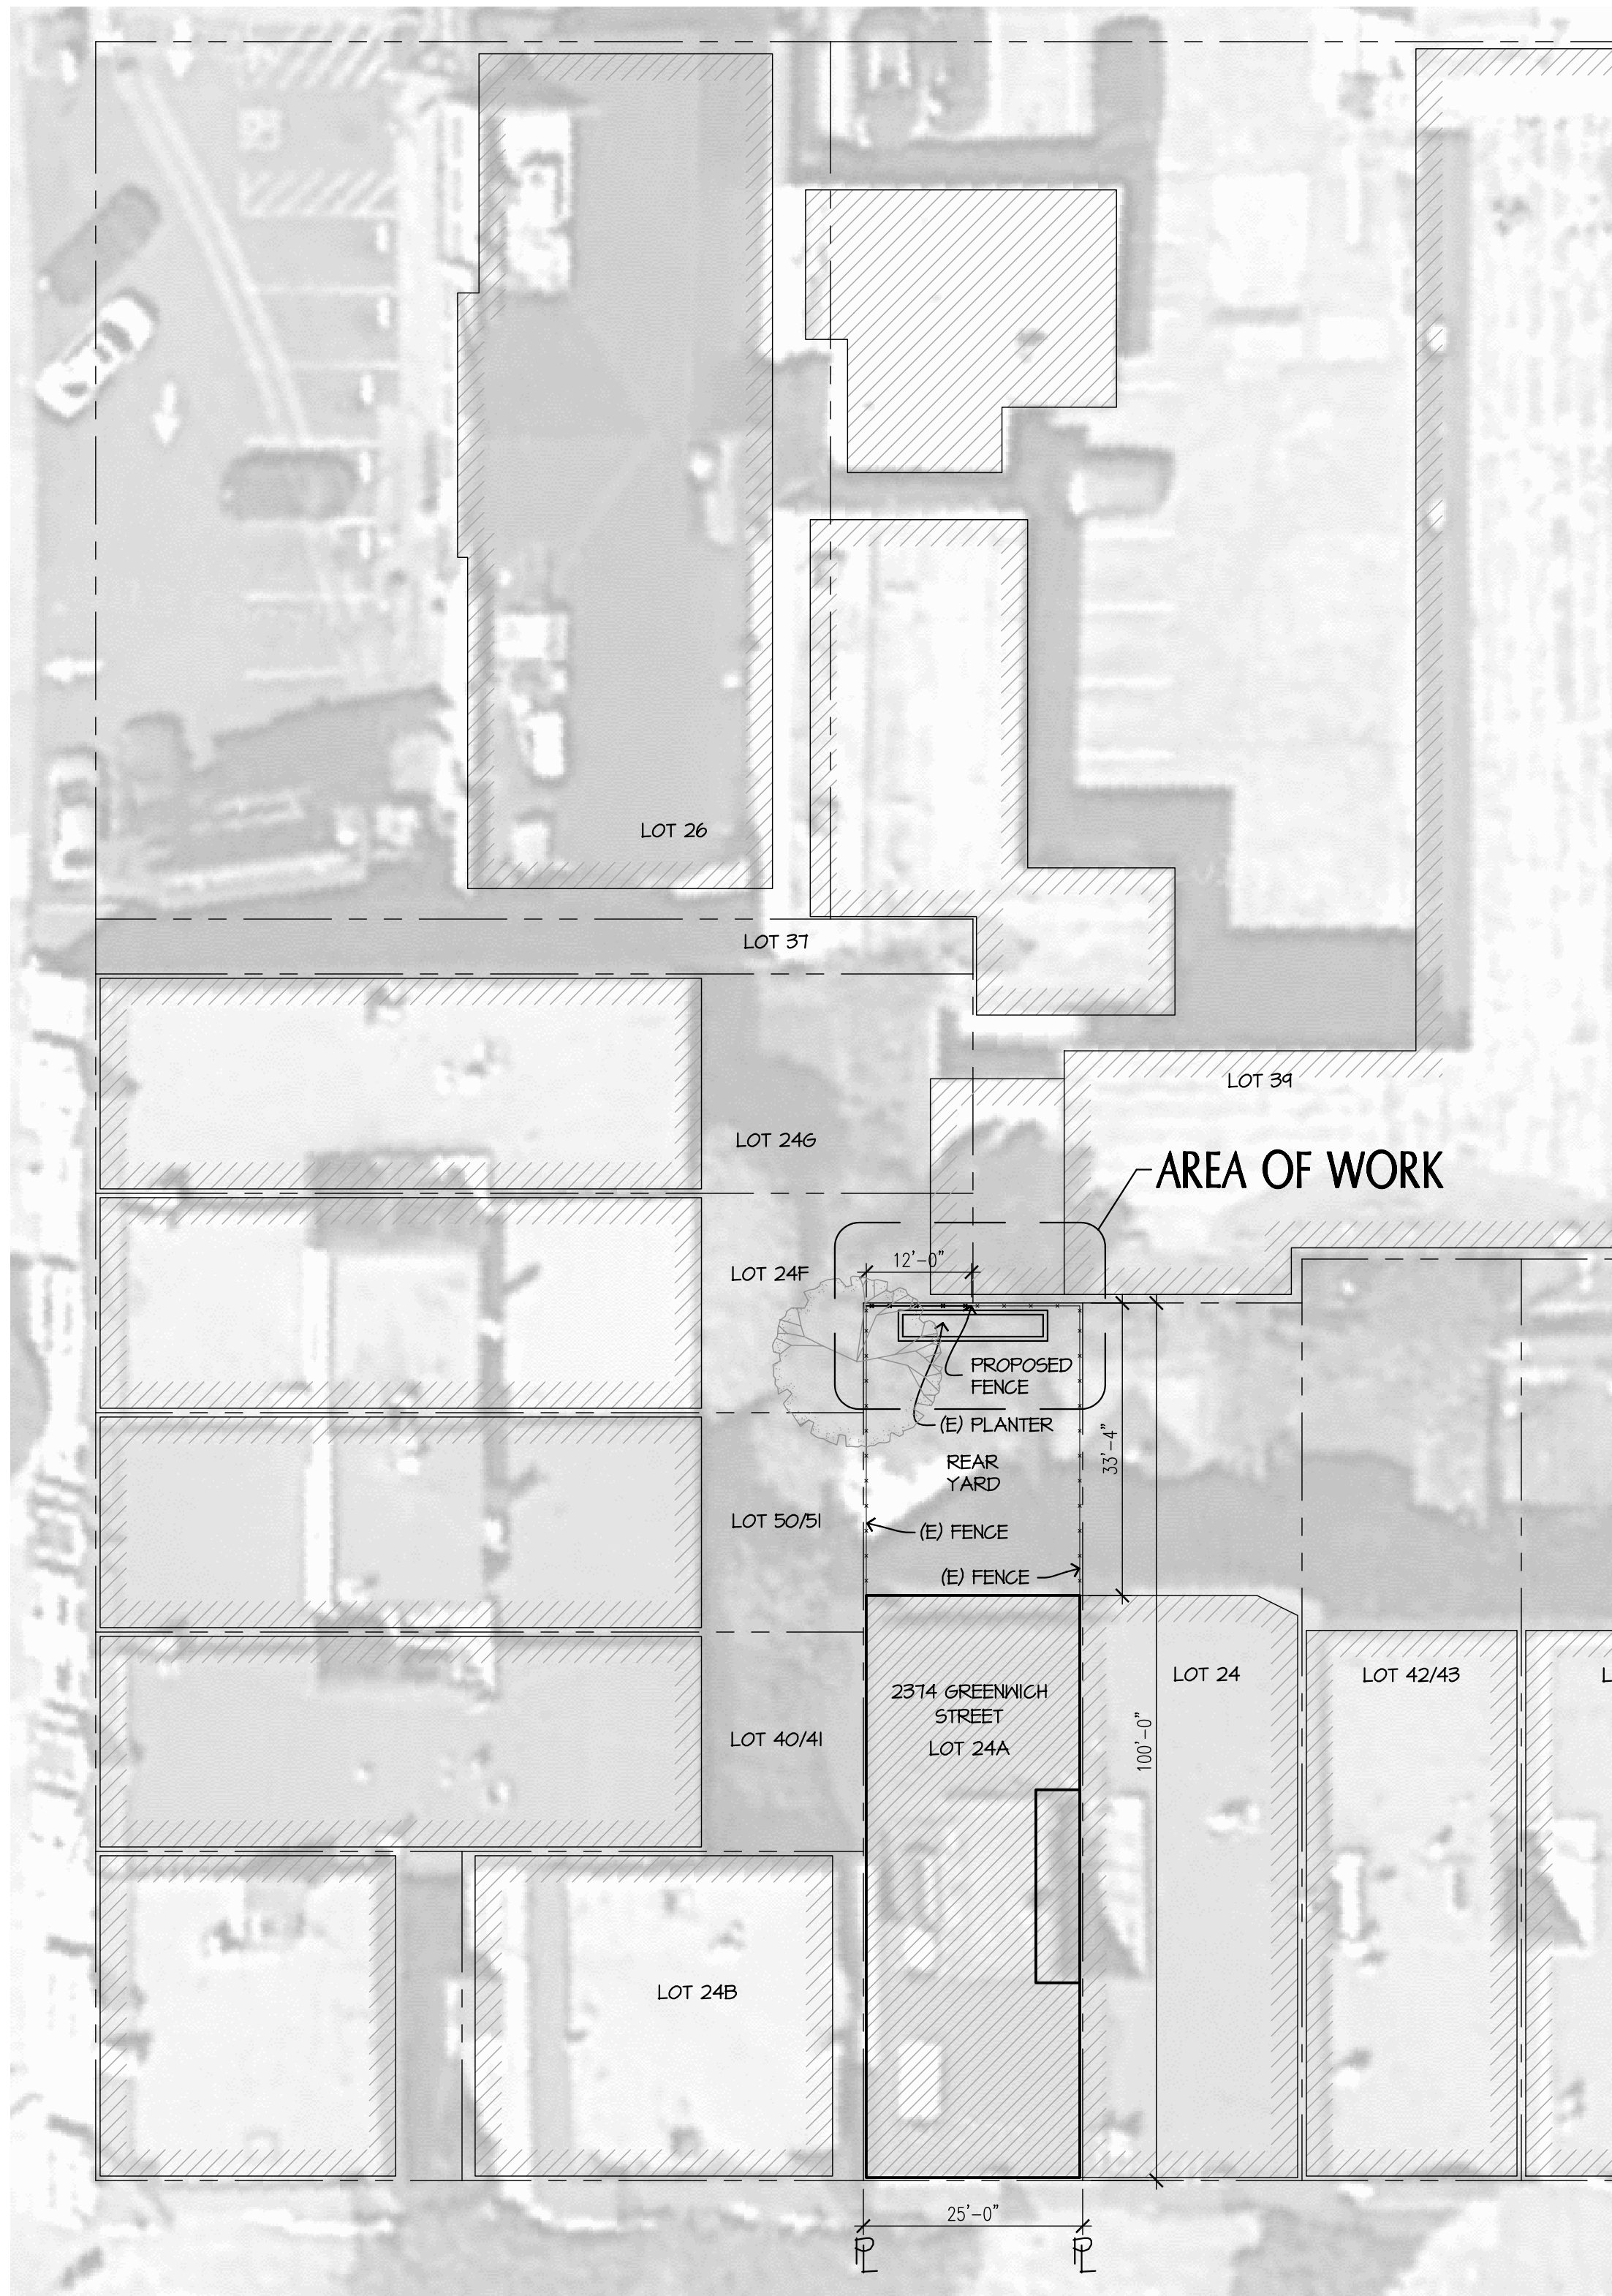 LOT 26
LOT 37
LOT 39
LOT 24G
AREA OF WORK
12'-0"
LOT 24F
PROPOSED
FENCE
(E) PLANTER
33'-4"
REAR
YARD
LOT 50/51
(E) FENCE
(E) FENCE
LOT 24
LOT 42/43
L
2374 GREENWICH
STREET
LOT 24A
LOT 40/41
100'-0"
LOT 24B
25'-0"
PL
PL